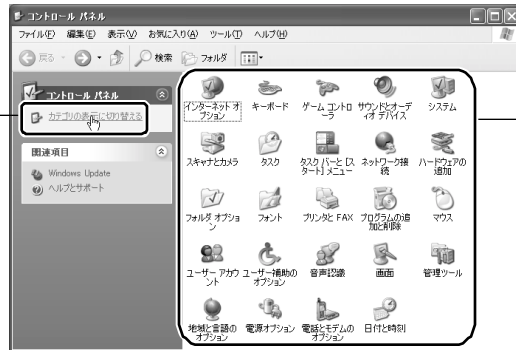 コントロール パネル
ファイル(F) 編集(E) 表示(V) お気に入り(A) ツール(T) ヘルプ(H)
戻る 検索 フォルダ
コントロール パネル
カテゴリの表示に切り替える
関連項目
Windows Update
ヘルプとサポート
インターネット オ
プション
キーボード
ゲーム コントロ
ーラ
サウンドとオーデ
ィオ デバイス
システム
スキャナとカメラ
タスク
タスク バーと [ス
タート] メニュー
ネットワーク接
続
ハードウェアの
追加
フォルダ オプショ
ン
フォント
プリンタと FAX
プログラムの追
加と削除
マウス
ユーザー アカウ
ント
ユーザー補助の
オプション
音声認識
画面
管理ツール
地域と言語の
オプション
電源オプション
電話とモデムの
オプション
日付と時刻